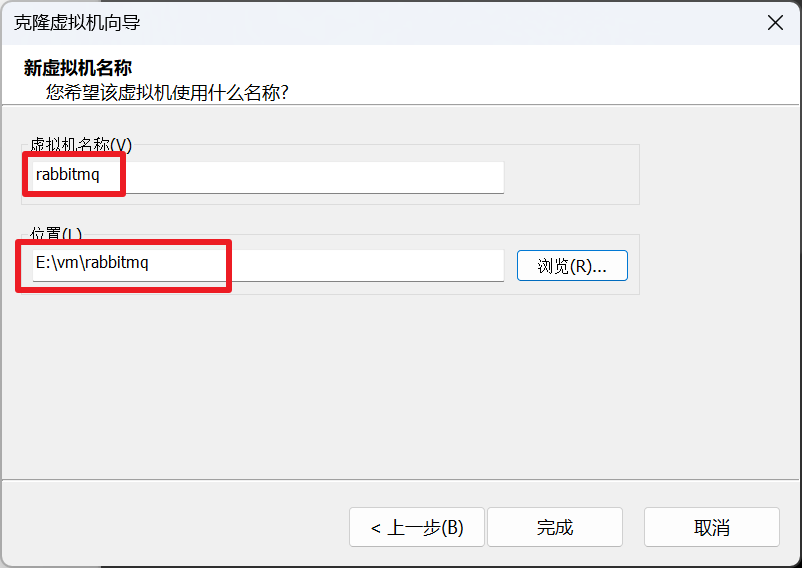 克隆虚拟机向导
新虚拟机名称
您希望该虚拟机使用什么名称?
虚拟机名称(V)
rabbitmq
位置(L)
E:\vm\rabbitmq
浏览(R)...
< 上一步(B)
完成
取消